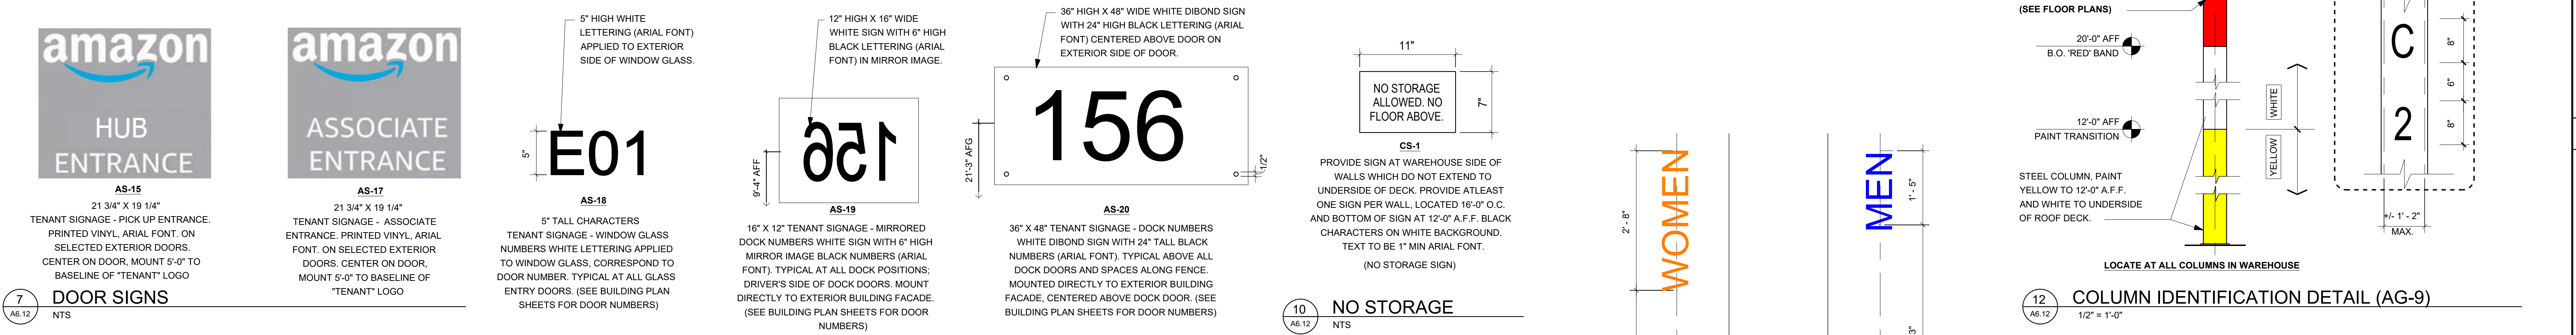 amazon
HUB
ENTRANCE
AS-15
21 3/4" X 19 1/4"
TENANT SIGNAGE - PICK UP ENTRANCE.
PRINTED VINYL, ARIAL FONT. ON
SELECTED EXTERIOR DOORS.
CENTER ON DOOR, MOUNT 5'-0" TO
BASELINE OF "TENANT" LOGO
7
A6.12
DOOR SIGNS
NTS
amazon
ASSOCIATE
ENTRANCE
AS-17
21 3/4" X 19 1/4"
TENANT SIGNAGE - ASSOCIATE
ENTRANCE. PRINTED VINYL, ARIAL
FONT. ON SELECTED EXTERIOR
DOORS. CENTER ON DOOR,
MOUNT 5'-0" TO BASELINE OF
"TENANT" LOGO
5" HIGH WHITE
LETTERING (ARIAL FONT)
APPLIED TO EXTERIOR
SIDE OF WINDOW GLASS.
5"
E01
AS-18
5" TALL CHARACTERS
TENANT SIGNAGE - WINDOW GLASS
NUMBERS WHITE LETTERING APPLIED
TO WINDOW GLASS, CORRESPOND TO
DOOR NUMBER. TYPICAL AT ALL GLASS
ENTRY DOORS. (SEE BUILDING PLAN
SHEETS FOR DOOR NUMBERS)
12" HIGH X 16" WIDE
WHITE SIGN WITH 6" HIGH
BLACK LETTERING (ARIAL
FONT) IN MIRROR IMAGE.
156
9'-4" AFF
AS-19
16" X 12" TENANT SIGNAGE - MIRRORED
DOCK NUMBERS WHITE SIGN WITH 6" HIGH
MIRROR IMAGE BLACK NUMBERS (ARIAL
FONT). TYPICAL AT ALL DOCK POSITIONS;
DRIVER'S SIDE OF DOCK DOORS. MOUNT
DIRECTLY TO EXTERIOR BUILDING FACADE.
(SEE BUILDING PLAN SHEETS FOR DOOR
NUMBERS)
36" HIGH X 48" WIDE WHITE DIBOND SIGN
WITH 24" HIGH BLACK LETTERING (ARIAL
FONT) CENTERED ABOVE DOOR ON
EXTERIOR SIDE OF DOOR.
156
21'-3" AFG
1/2"
AS-20
36" X 48" TENANT SIGNAGE - DOCK NUMBERS
WHITE DIBOND SIGN WITH 24" TALL BLACK
NUMBERS (ARIAL FONT). TYPICAL ABOVE ALL
DOCK DOORS AND SPACES ALONG FENCE.
MOUNTED DIRECTLY TO EXTERIOR BUILDING
FACADE, CENTERED ABOVE DOCK DOOR. (SEE
BUILDING PLAN SHEETS FOR DOOR NUMBERS)
11"
NO STORAGE
ALLOWED. NO
FLOOR ABOVE.
7"
CS-1
PROVIDE SIGN AT WAREHOUSE SIDE OF
WALLS WHICH DO NOT EXTEND TO
UNDERSIDE OF DECK. PROVIDE ATLEAST
ONE SIGN PER WALL, LOCATED 16'-0" O.C.
AND BOTTOM OF SIGN AT 12'-0" A.F.F. BLACK
CHARACTERS ON WHITE BACKGROUND.
TEXT TO BE 1" MIN ARIAL FONT.
(NO STORAGE SIGN)
10
A6.12
NO STORAGE
NTS
2' - 8"
WOMEN
MEN
1' - 5"
3"
(SEE FLOOR PLANS)
20'-0" AFF
B.O. 'RED' BAND
12'-0" AFF
PAINT TRANSITION
STEEL COLUMN, PAINT
YELLOW TO 12'-0" A.F.F.
AND WHITE TO UNDERSIDE
OF ROOF DECK.
WHITE
YELLOW
C
2
8"
6"
8"
+/- 1' - 2"
MAX.
LOCATE AT ALL COLUMNS IN WAREHOUSE
12
A6.12
COLUMN IDENTIFICATION DETAIL (AG-9)
1/2" = 1'-0"